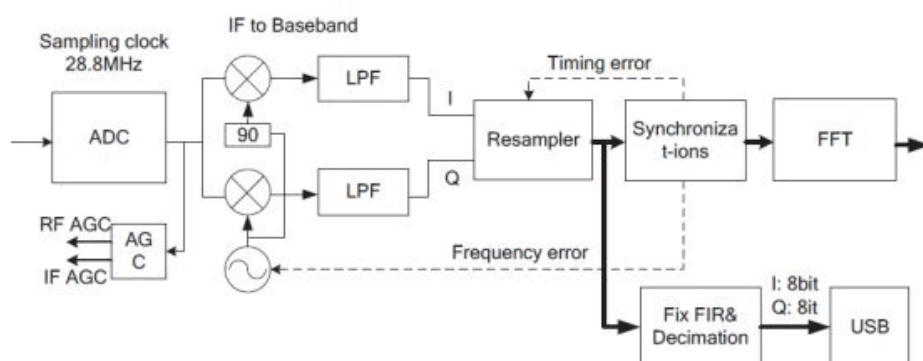 IF to Baseband
Sampling clock
28.8MHz
ADC
LPF
Timing error
I
90
Resampler
Synchroniza
t-ions
FFT
LPF
Q
RF AGC
AG
C
IF AGC
Frequency error
I: 8bit
Q: 8it
Fix FIR&
Decimation
USB